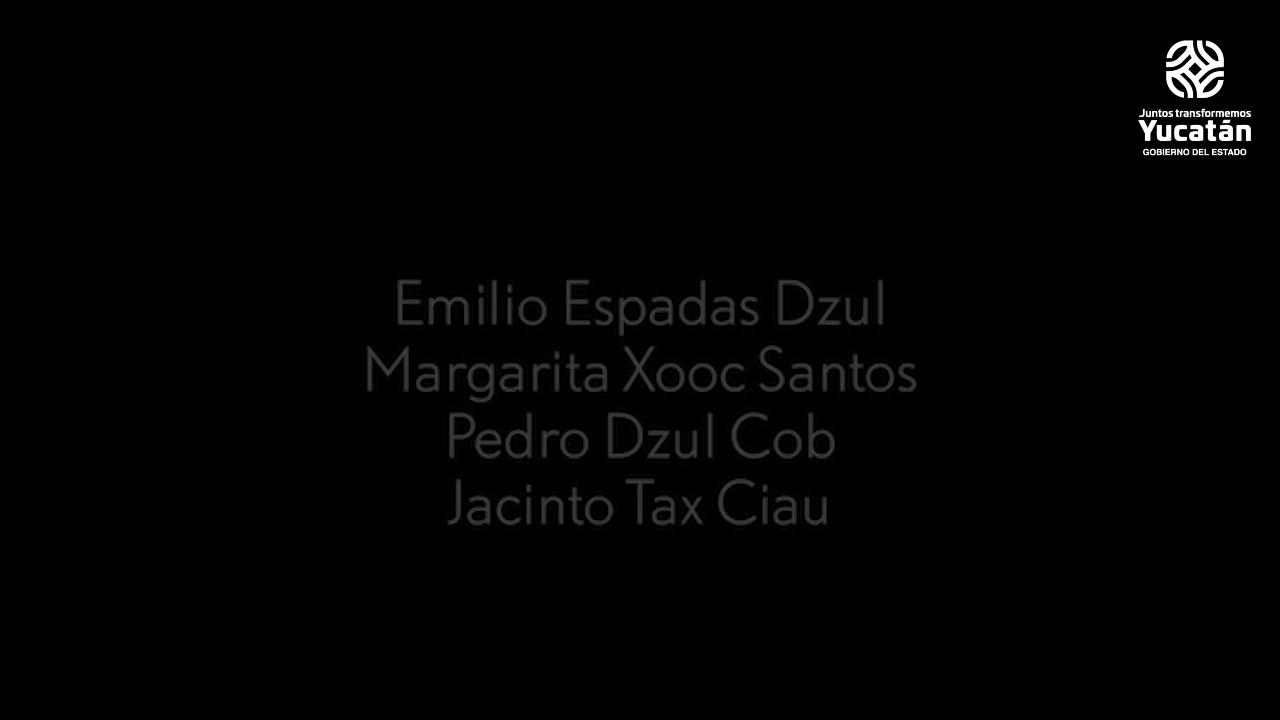 Juntos transformemos
Yucatán
GOBIERNO DEL ESTADO
Emilio Espadas Dzul
Margarita Xooc Santos
Pedro Dzul Cob
Jacinto Tax Ciau